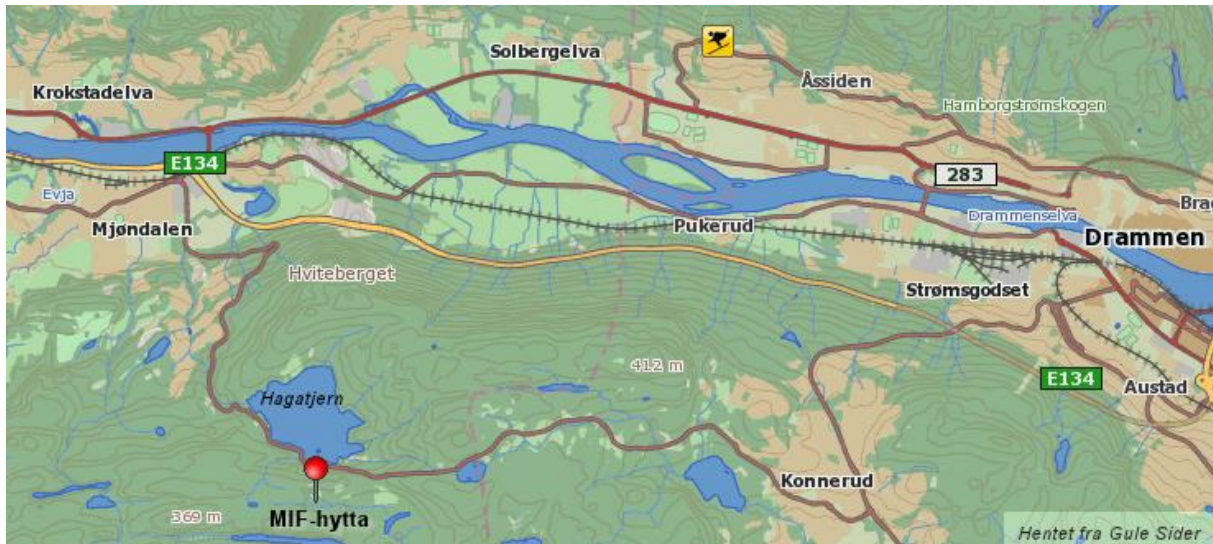 Solbergelva
Åssiden
Krokstadelva
Hamborgstrømskogen
E134
283
Evja
Mjøndalen
Pukerud
Drammenselva
Brag
Drammen
Hviteberget
Strømsgodset
412 m
E134
Austad
Hagatjern
Konnerud
369 m
MIF-hytta
Hentet fra Gule Sider